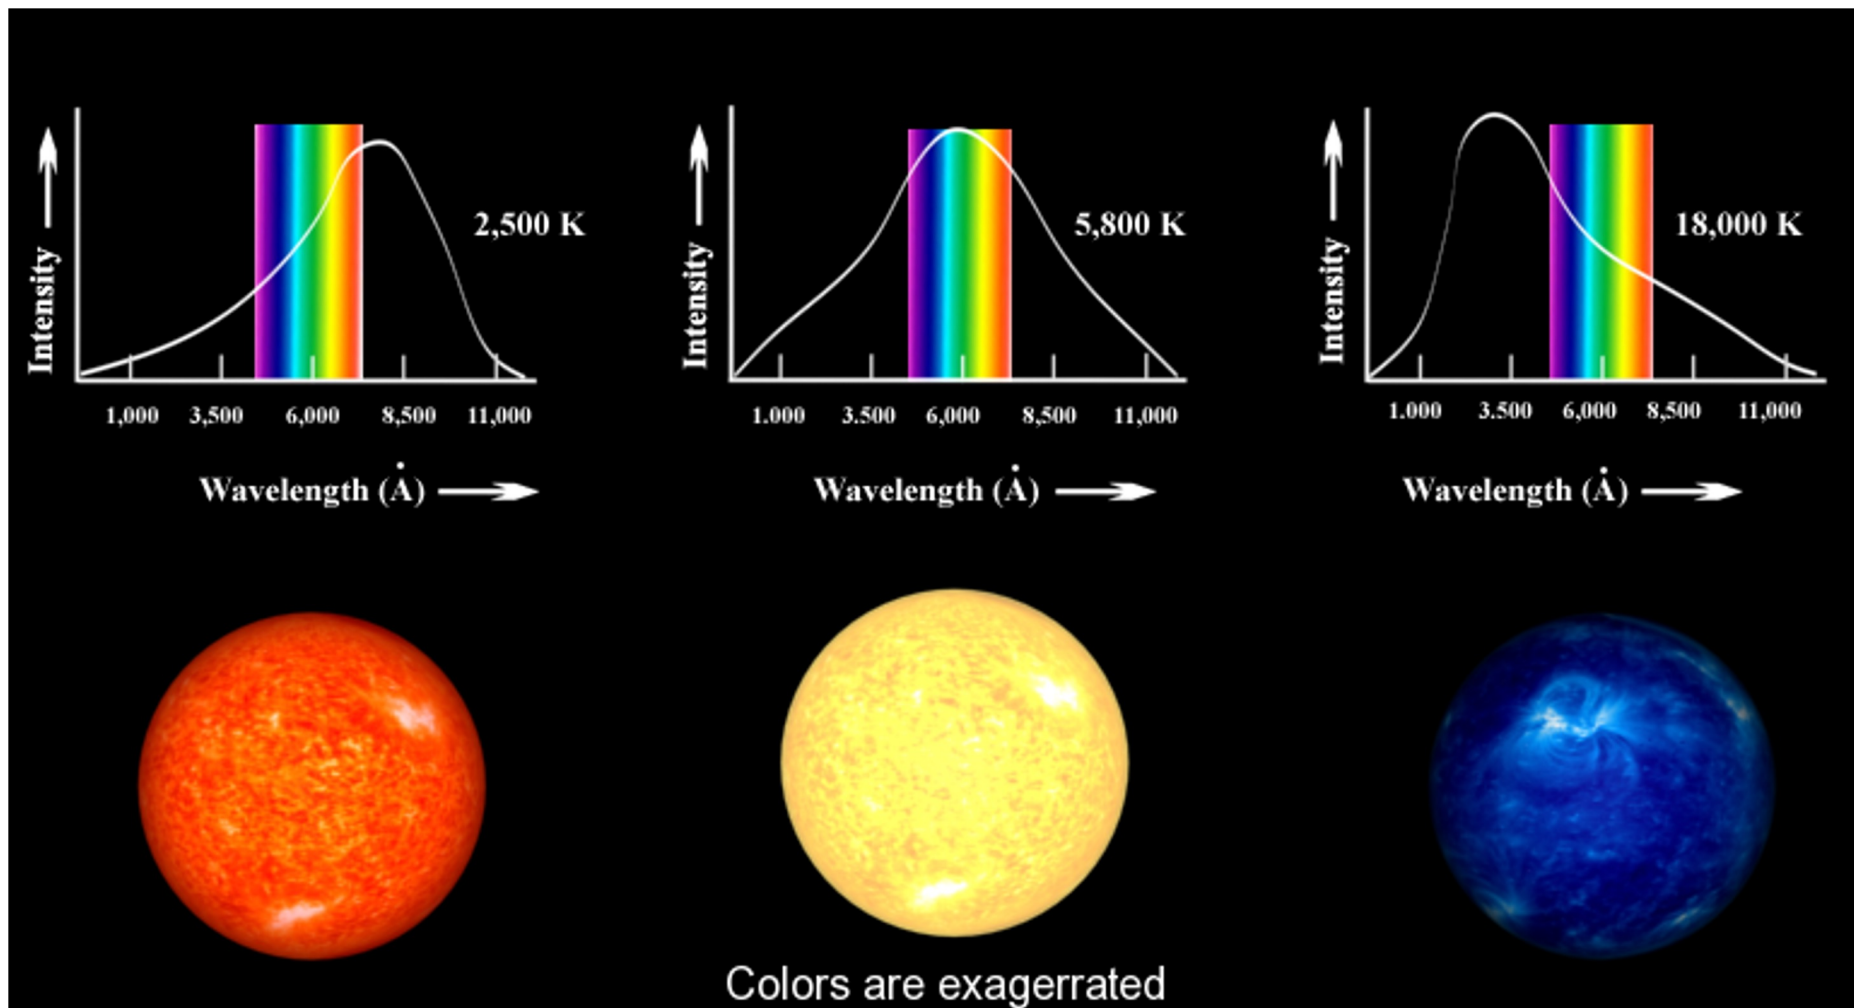 Intensity
2,500 K
1,000 3,500 6,000 8,500 11,000
Wavelength (Å)
Intensity
5,800 K
1.000 3.500 6,000 8,500 11,000
Wavelength (Å)
Intensity
18,000 K
1.000 3.500 6,000 8,500 11,000
Wavelength (Å)
Colors are exagerrated